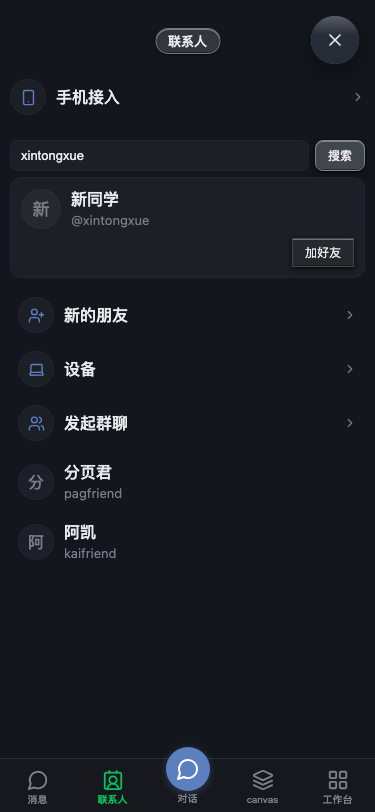 联系人
手机接入
xintongxue
搜索
新
新同学
@xintongxue
加好友
新的朋友
设备
发起群聊
分
分页君
pagfriend
阿
阿凯
kaifriend
消息
联系人
对话
canvas
工作台